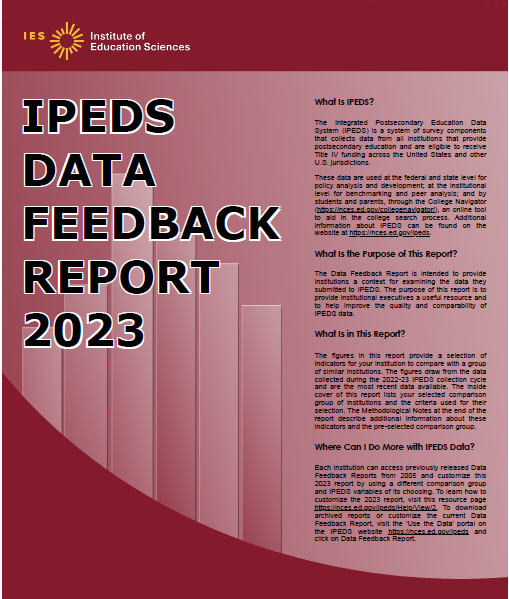 IES
Institute of
Education Sciences
IPEDS
DATA
FEEDBACK
REPORT
2023
What Is IPEDS?
The Integrated Postsecondary Education Data
System (IPEDS) is a system of survey components
that collects data from all institutions that provide
postsecondary education and are eligible to receive
Title IV funding across the United States and other
U.S. jurisdictions.
These data are used at the federal and state level for
policy analysis and development; at the institutional
level for benchmarking and peer analysis; and by
students and parents, through the College Navigator
(https://nces.ed.gov/collegenavigator/), an online tool
to aid in the college search process. Additional
information about IPEDS can be found on the
website at https://nces.ed.gov/ipeds.
What Is the Purpose of This Report?
The Data Feedback Report is intended to provide
institutions a context for examining the data they
submitted to IPEDS. The purpose of this report is to
provide institutional executives a useful resource and
to help improve the quality and comparability of
IPEDS data.
What Is in This Report?
The figures in this report provide a selection of
indicators for your institution to compare with a group
of similar institutions. The figures draw from the data
collected during the 2022-23 IPEDS collection cycle
and are the most recent data available. The inside
cover of this report lists your selected comparison
group of institutions and the criteria used for their
selection. The Methodological Notes at the end of the
report describe additional information about these
indicators and the pre-selected comparison group.
Where Can I Do More with IPEDS Data?
Each institution can access previously released Data
Feedback Reports from 2005 and customize this
2023 report by using a different comparison group
and IPEDS variables of its choosing. To learn how to
customize the 2023 report, visit this resource page
https://nces.ed.gov/Ipeds/Help/View/2. To download
archived reports or customize the current Data
Feedback Report, visit the 'Use the Data' portal on
the IPEDS website https://nces.ed.gov/ipeds and
click on Data Feedback Report.